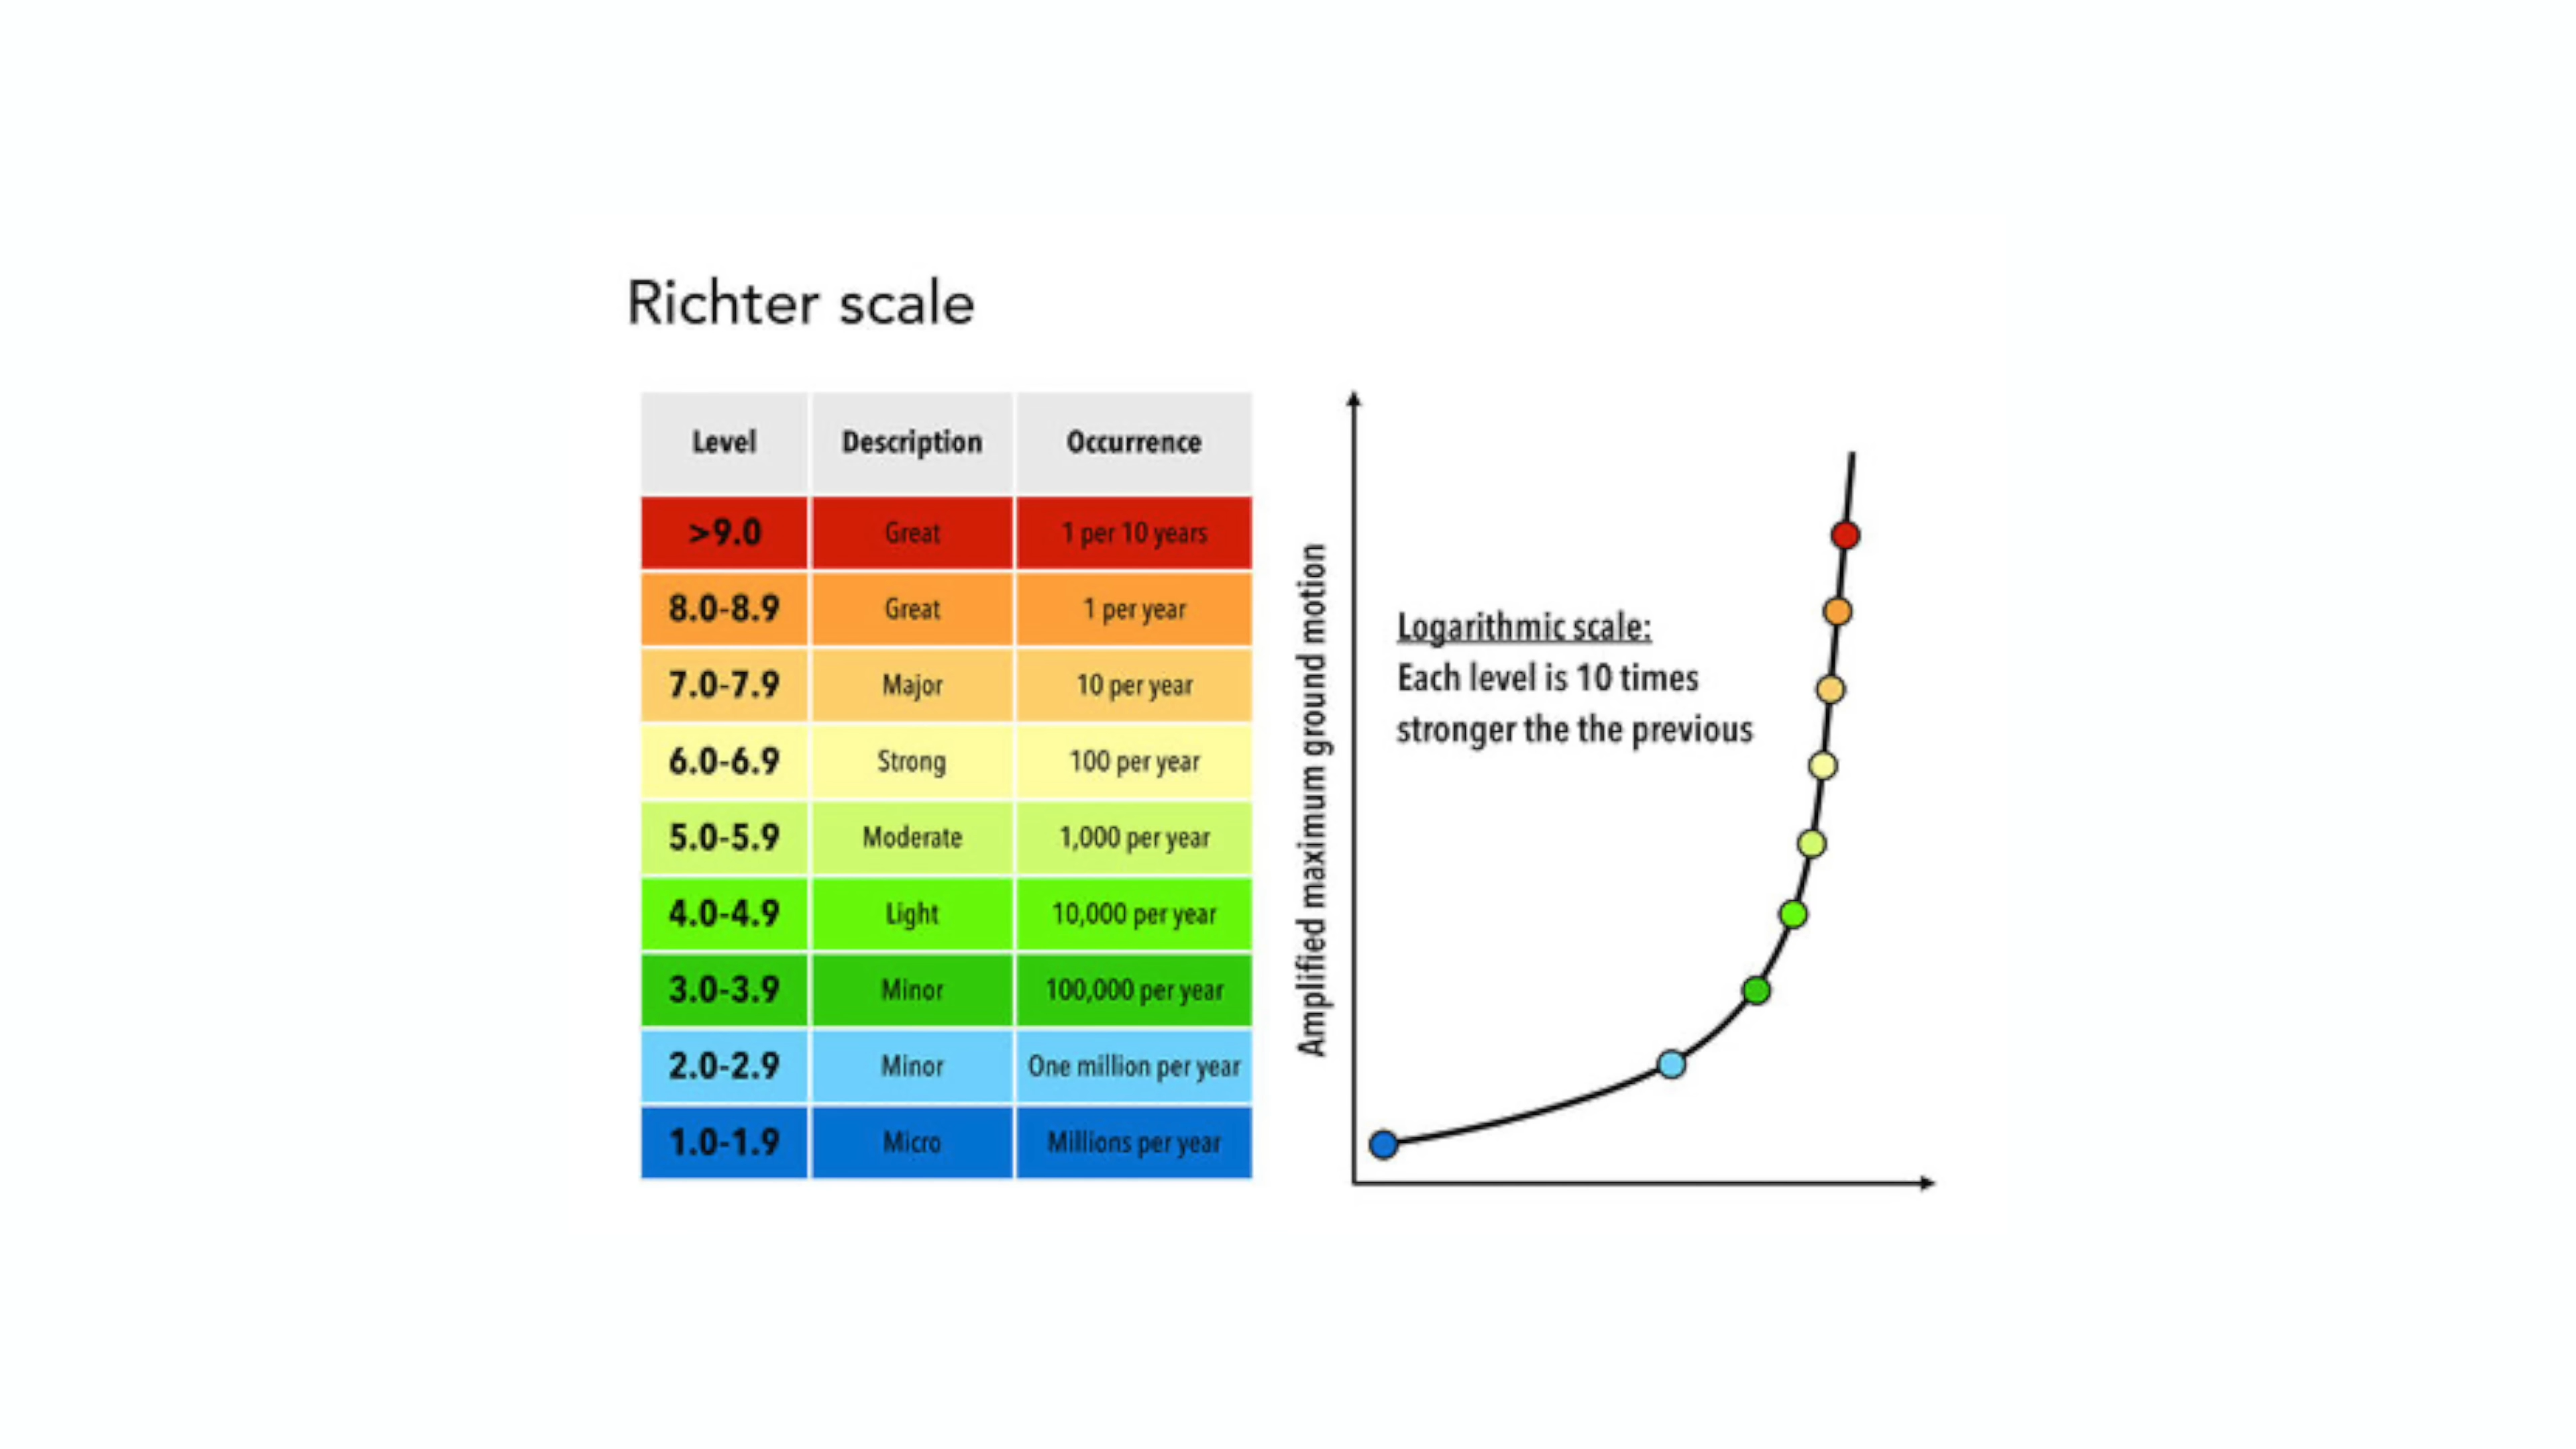 Richter scale
Level Description Occurrence
>9.0 Great 1 per 10 years
8.0-8.9 Great 1 per year
7.0-7.9 Major 10 per year
6.0-6.9 Strong 100 per year
5.0-5.9 Moderate 1,000 per year
4.0-4.9 Light 10,000 per year
3.0-3.9 Minor 100,000 per year
2.0-2.9 Minor One million per year
1.0-1.9 Micro Millions per year
Amplified maximum ground motion
Logarithmic scale:
Each level is 10 times
stronger the the previous